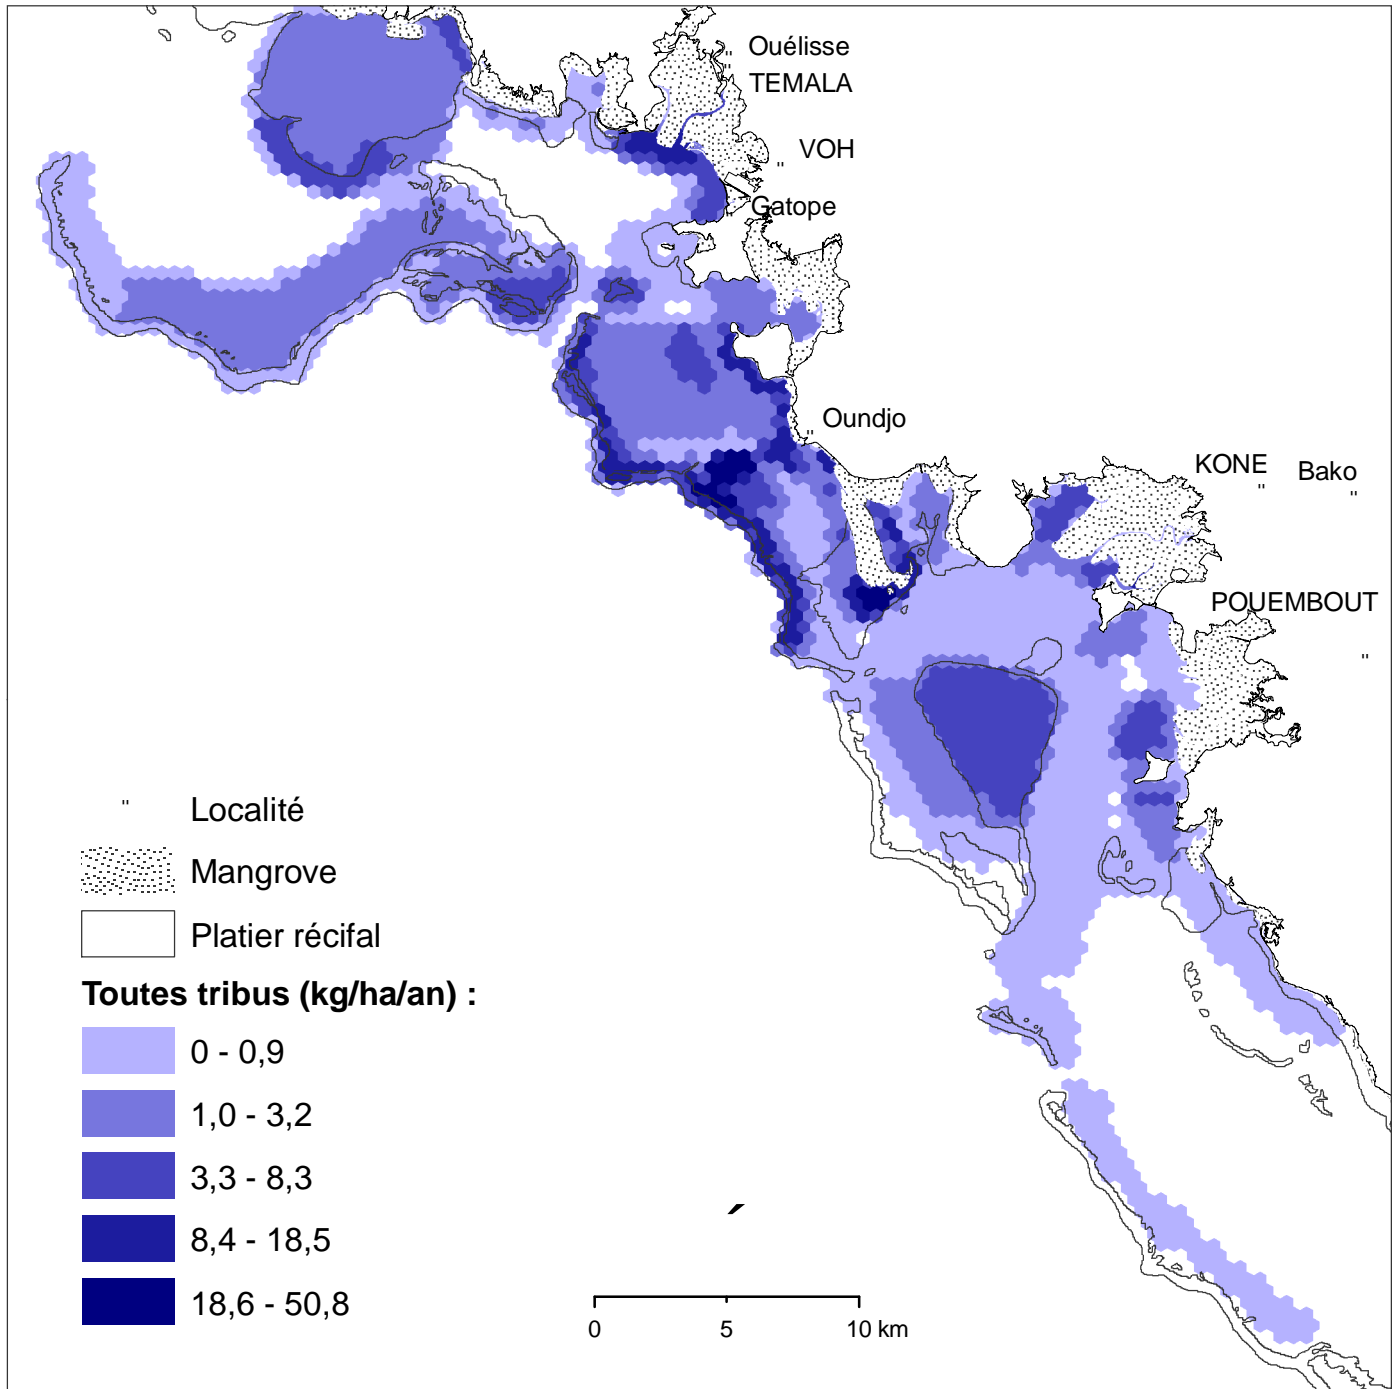 Ouélisse
TEMALA
VOH
Gatope
Oundjo
KONE
Bako
POUEMBOUT
" Localité
Mangrove
Platier récifal
Toutes tribus (kg/ha/an) :
0 - 0,9
1,0 - 3,2
3,3 - 8,3
8,4 - 18,5
18,6 - 50,8
0 5 10 km